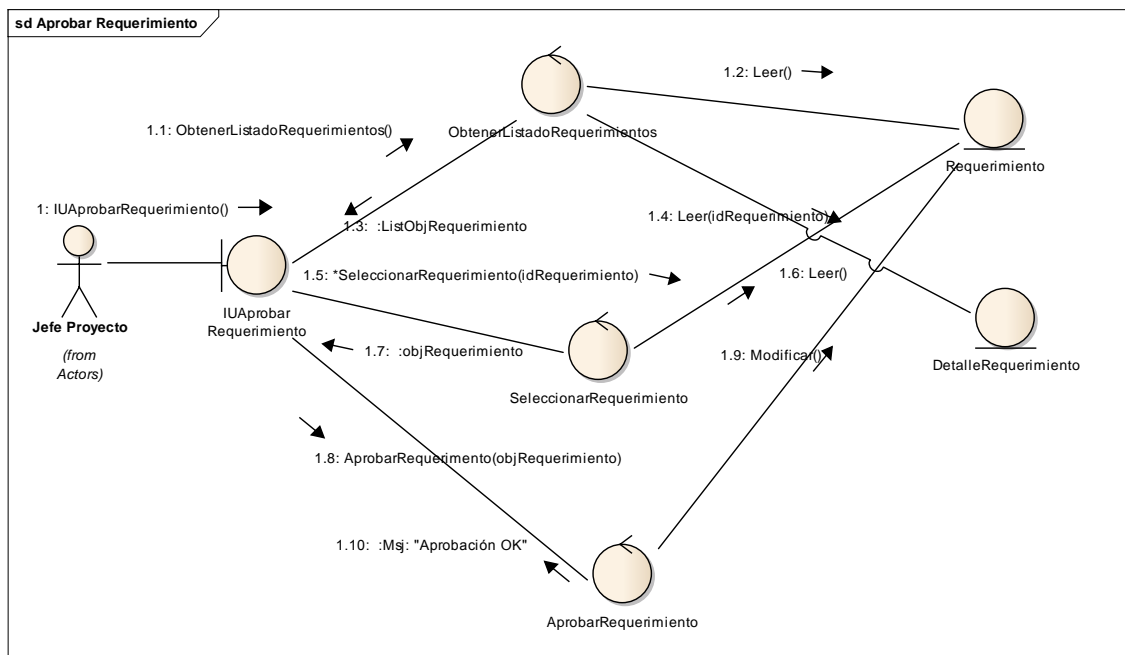 sd Aprobar Requerimiento
1.2: Leer()
1.1: ObtenerListadoRequerimientos()
ObtenerListadoRequerimientos
Requerimiento
1: IUAprobarRequerimiento()
1.3: :ListObjRequerimiento
1.4: Leer(idRequerimiento)
1.5: *SeleccionarRequerimiento(idRequerimiento)
1.6: Leer()
IUAprobar
Requerimiento
Jefe Proyecto
(from
Actors)
1.7: :objRequerimiento
1.9: Modificar()
DetalleRequerimiento
SeleccionarRequerimiento
1.8: AprobarRequerimento(objRequerimiento)
1.10: :Msj: "Aprobación OK"
AprobarRequerimiento